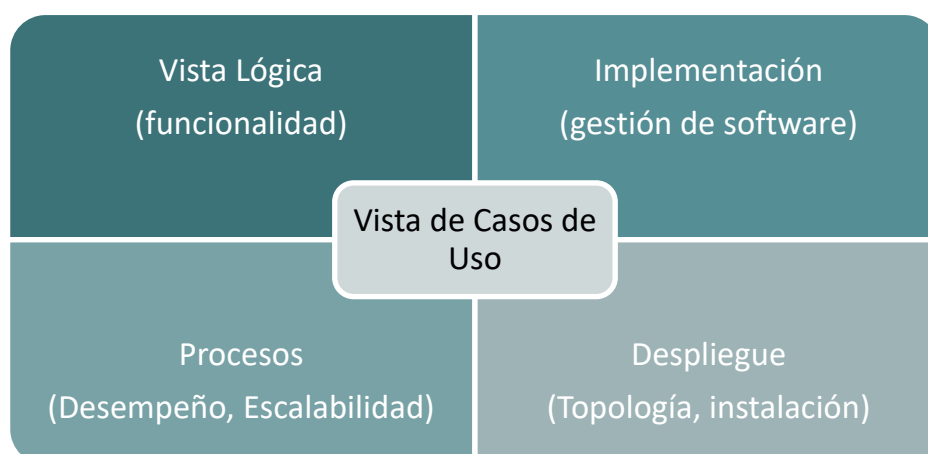 Vista Lógica
(funcionalidad)
Implementación
(gestión de software)
Vista de Casos de
Uso
Procesos
(Desempeño, Escalabilidad)
Despliegue
(Topología, instalación)